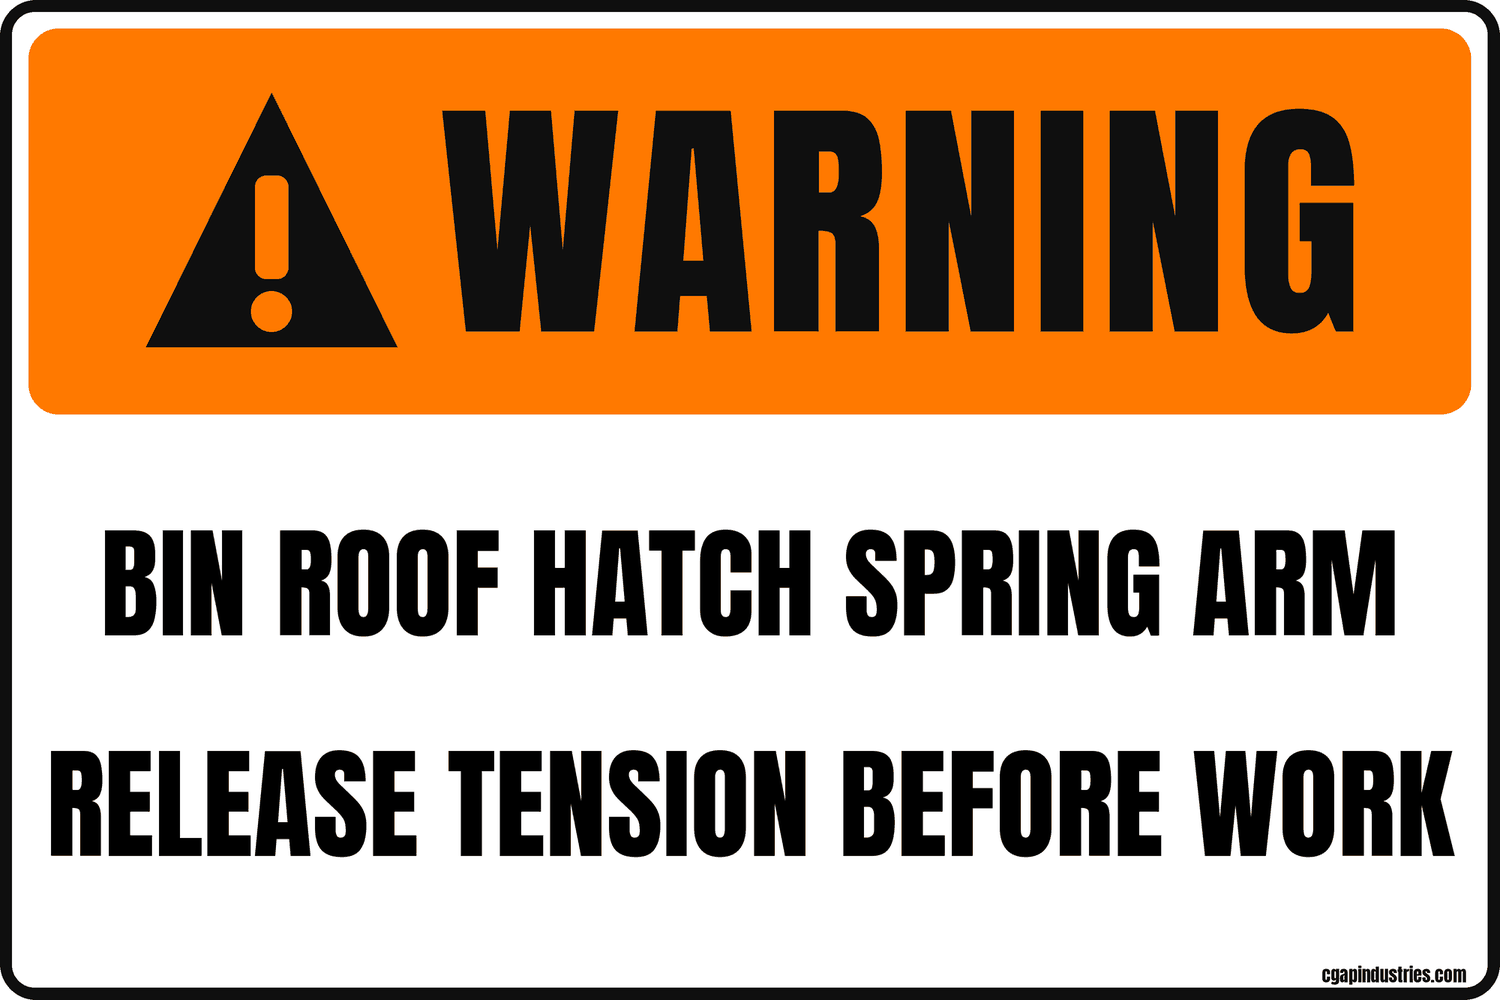 WARNING
BIN ROOF HATCH SPRING ARM
RELEASE TENSION BEFORE WORK
cgapindustries.com